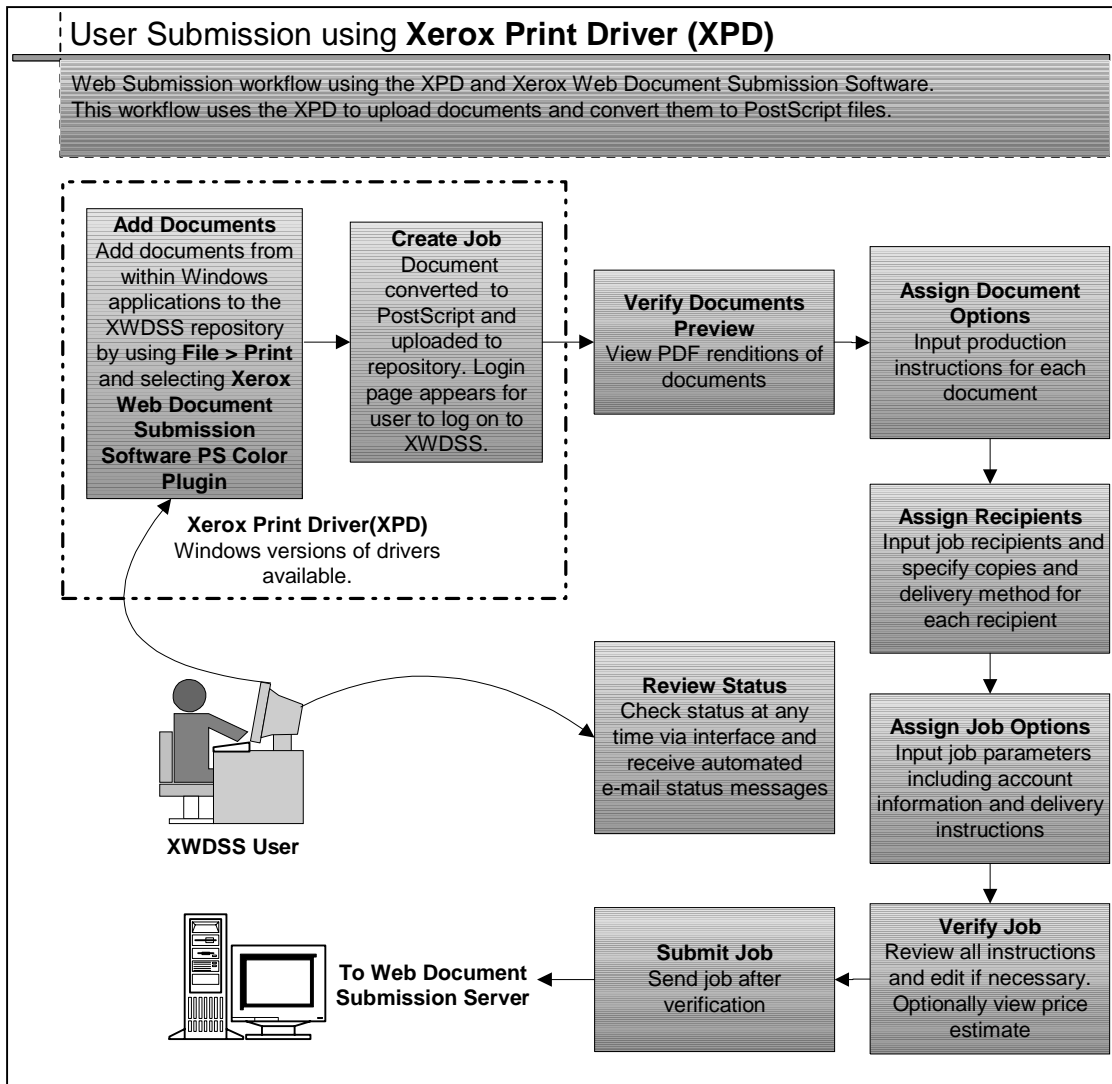 User Submission using Xerox Print Driver (XPD)
Web Submission workflow using the XPD and Xerox Web Document Submission Software.
This workflow uses the XPD to upload documents and convert them to PostScript files.
Add Documents
Add documents from
within Windows
applications to the
XWDSS repository
by using File > Print
and selecting Xerox
Web Document
Submission
Software PS Color
Plugin
Create Job
Document
converted to
PostScript and
uploaded to
repository. Login
page appears for
user to log on to
XWDSS.
Xerox Print Driver(XPD)
Windows versions of drivers
available.
Verify Documents
Preview
View PDF renditions of
documents
Assign Document
Options
Input production
instructions for each
document
Assign Recipients
Input job recipients and
specify copies and
delivery method for
each recipient
Review Status
Check status at any
time via interface and
receive automated
e-mail status messages
Assign Job Options
Input job parameters
including account
information and delivery
instructions
XWDSS User
Verify Job
Review all instructions
and edit if necessary.
Optionally view price
estimate
Submit Job
Send job after
verification
To Web Document
Submission Server